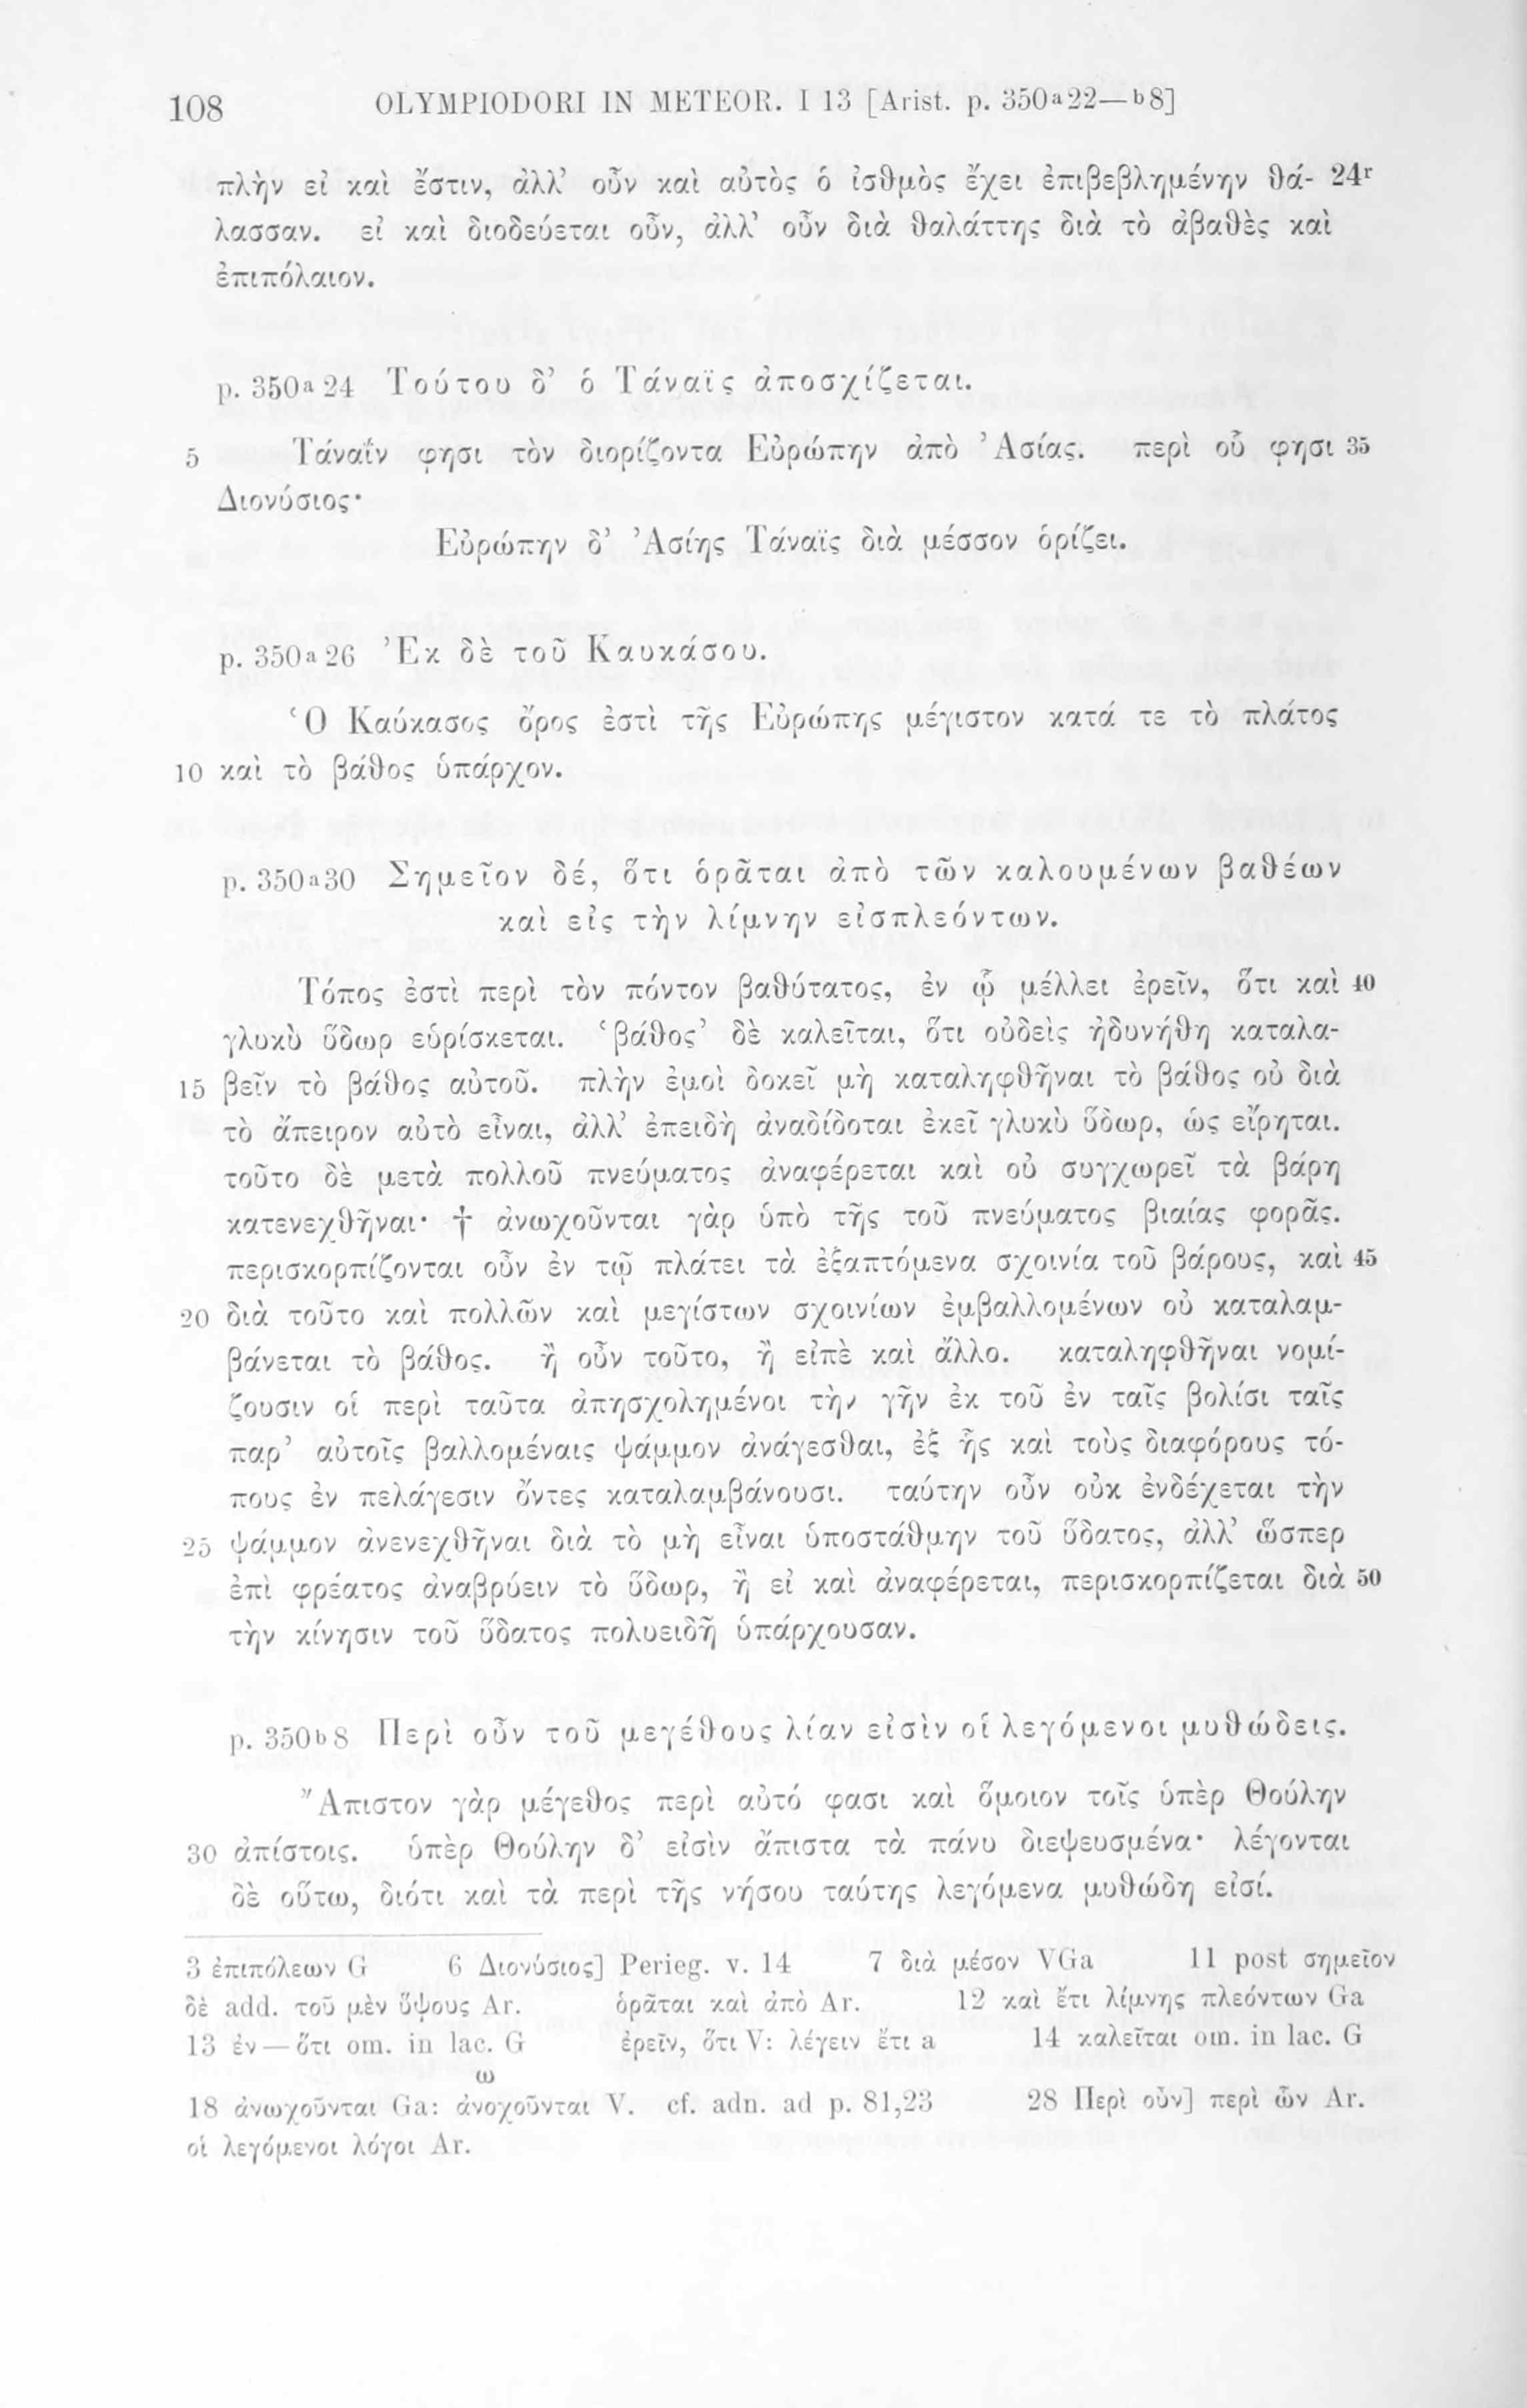 108 OLYMPIODORI IN METEOR. I 13 [Arist. p. 350a22—b8]
πλὴν εἰ καὶ ἔστιν, ἀλλ’ οὖν καὶ αὐτὸς ὁ ἰσθμὸς ἔχει ἐπιβεβλημένην θά- 24r
λασσαν. εἰ καὶ διοδεύεται οὖν, ἀλλ’ οὖν διὰ θαλάττης διὰ τὸ ἀβαθὲς καὶ
ἐπιπόλαιον.
p. 350a24 Τούτου δ’ ὁ Τάναϊς ἀποσχίζεται.
5 Τάναΐν φησι τὸν διορίζοντα Εὐρώπην ἀπὸ Ἀσίας. περὶ οὗ φησι 35
Διονύσιος·
Εὐρώπην δ’ Ἀσίης Τάναϊς διὰ μέσσον ὁρίζει.
p. 350a26 Ἐκ δὲ τοῦ Καυκάσου.
Ὁ Καύκασος ὄρος ἐστὶ τῆς Εὐρώπης μέγιστον κατά τε τὸ πλάτος
10 καὶ τὸ βάθος ὑπάρχον.
p. 350a30 Σημεῖον δέ, ὅτι ὁρᾶται ἀπὸ τῶν καλουμένων βαθέων
καὶ εἰς τὴν λίμνην εἰσπλεόντων.
Τόπος ἐστὶ περὶ τὸν πόντον βαθύτατος, ἐν ᾧ μέλλει ἐρεῖν, ὅτι καὶ 40
γλυκὺ ὕδωρ εὑρίσκεται. ‘βάθος’ δὲ καλεῖται, ὅτι οὐδεὶς ἠδυνήθη καταλα-
15 βεῖν τὸ βάθος αὐτοῦ. πλὴν ἐμοὶ δοκεῖ μὴ καταληφθῆναι τὸ βάθος οὐ διὰ
τὸ ἄπειρον αὐτὸ εἶναι, ἀλλ’ ἐπειδὴ ἀναδίδοται ἐκεῖ γλυκὺ ὕδωρ, ὡς εἴρηται.
τοῦτο δὲ μετὰ πολλοῦ πνεύματος ἀναφέρεται καὶ οὐ συγχωρεῖ τὰ βάρη
κατενεχθῆναι· † ἀνωχοῦνται γὰρ ὑπὸ τῆς τοῦ πνεύματος βιαίας φορᾶς.
περισκορπίζονται οὖν ἐν τῷ πλάτει τὰ ἐξαπτόμενα σχοινία τοῦ βάρους, καὶ 45
20 διὰ τοῦτο καὶ πολλῶν καὶ μεγίστων σχοινίων ἐμβαλλομένων οὐ καταλαμ-
βάνεται τὸ βάθος. ἢ οὖν τοῦτο, ἢ εἰπὲ καὶ ἄλλο. καταληφθῆναι νομί-
ζουσιν οἱ περὶ ταῦτα ἀπησχολημένοι τὴν γῆν ἐκ τοῦ ἐν ταῖς βολίσι ταῖς
παρ’ αὐτοῖς βαλλομέναις ψάμμον ἀνάγεσθαι, ἐξ ἧς καὶ τοὺς διαφόρους τό-
πους ἐν πελάγεσιν ὄντες καταλαμβάνουσι. ταύτην οὖν οὐκ ἐνδέχεται τὴν
25 ψάμμον ἀνενεχθῆναι διὰ τὸ μὴ εἶναι ὑποστάθμην τοῦ ὕδατος, ἀλλ’ ὥσπερ
ἐπὶ φρέατος ἀναβρύειν τὸ ὕδωρ, ἢ εἰ καὶ ἀναφέρεται, περισκορπίζεται διὰ 50
τὴν κίνησιν τοῦ ὕδατος πολυειδῆ ὑπάρχουσαν.
p. 350b8 Περὶ οὖν τοῦ μεγέθους λίαν εἰσὶν οἱ λεγόμενοι μυθώδεις.
Ἄπιστον γὰρ μέγεθος περὶ αὐτό φασι καὶ ὅμοιον τοῖς ὑπὲρ Θούλην
30 ἀπίστοις. ὑπὲρ Θούλην δ’ εἰσὶν ἄπιστα τὰ πάνυ διεψευσμένα· λέγονται
δὲ οὕτω, διότι καὶ τὰ περὶ τῆς νήσου ταύτης λεγόμενα μυθώδη εἰσί.
3 ἐπιπόλεων G 6 Διονύσιος] Perieg. v. 14 7 διὰ μέσον VGa 11 post σημεῖον
δὲ add. τοῦ μὲν ὕψους Ar. ὁρᾶται καὶ ἀπὸ Ar. 12 καὶ ἔτι λίμνης πλεόντων Ga
13 ἐν—ὅτι om. in lac. G ἐρεῖν, ὅτι V: λέγειν ἔτι a 14 καλεῖται om. in lac. G
ω
18 ἀνωχοῦνται Ga: ἀνοχοῦνται V. cf. adn. ad p. 81,23 28 Περὶ οὖν] περὶ ὧν Ar.
οἱ λεγόμενοι λόγοι Ar.